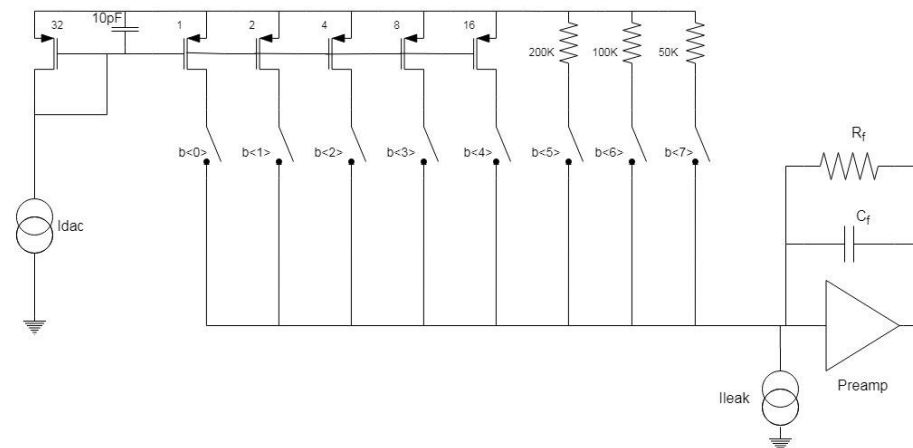 10pF
32
1
2
4
8
16
200K
100K
50K
b<0>
b<1>
b<2>
b<3>
b<4>
b<5>
b<6>
b<7>
Rf
Cf
Idac
Ileak
Preamp